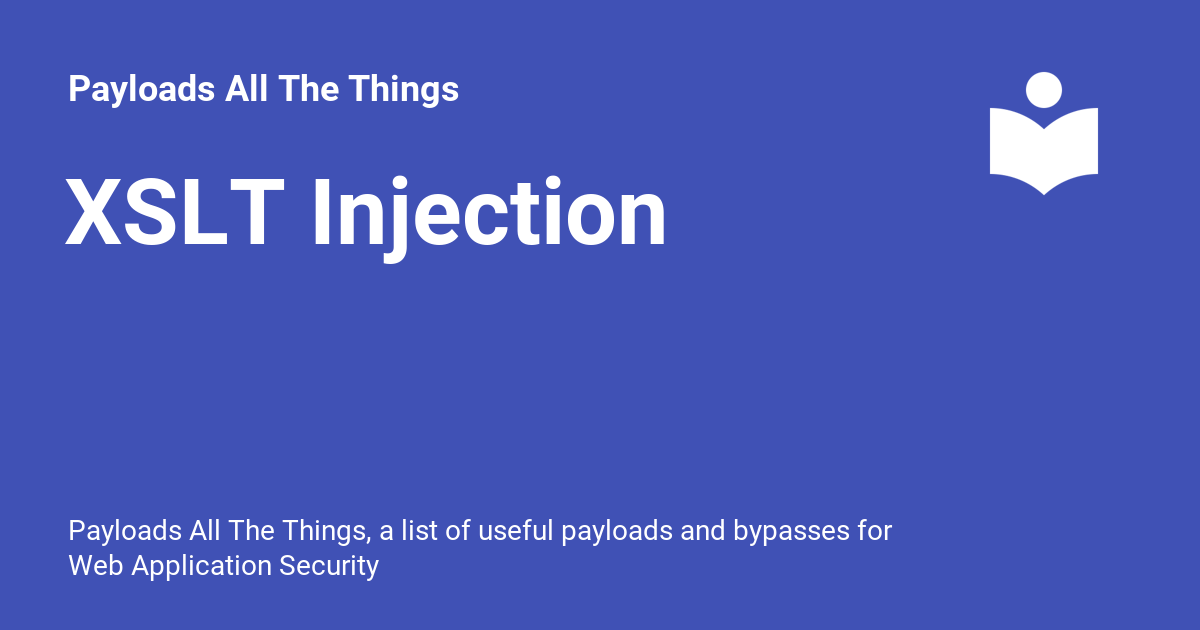 Payloads All The Things
XSLT Injection
Payloads All The Things, a list of useful payloads and bypasses for
Web Application Security